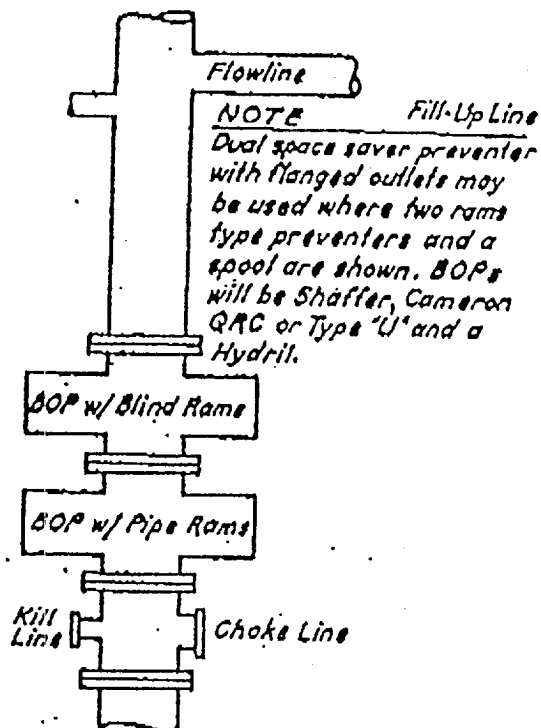 Flowline
NOTE Fill-Up Line
Dual space saver preventer
with flanged outlets may
be used where two rams
type preventers and a
spool are shown. BOPs
will be Shaffer, Cameron
QRC or Type "U" and a
Hydril.
BOP w/ Blind Rams
BOP w/ Pipe Rams
Kill
Line
Choke Line